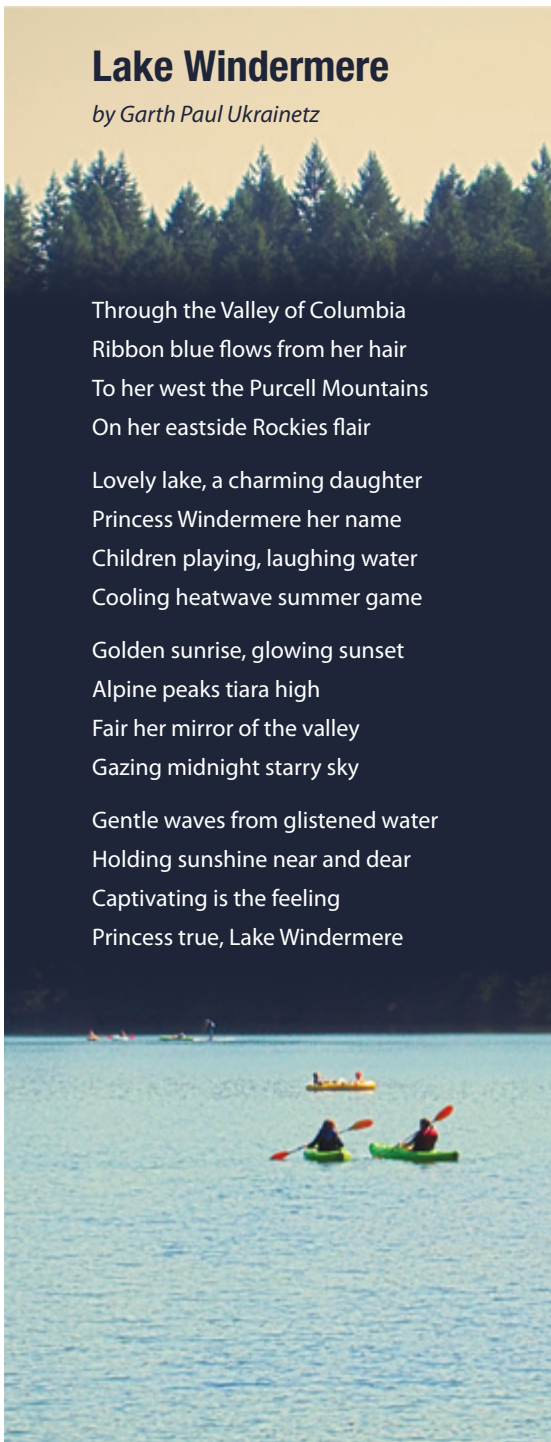 Lake Windermere
by Garth Paul Ukrainetz
Through the Valley of Columbia
Ribbon blue flows from her hair
To her west the Purcell Mountains
On her eastside Rockies flair
Lovely lake, a charming daughter
Princess Windermere her name
Children playing, laughing water
Cooling heatwave summer game
Golden sunrise, glowing sunset
Alpine peaks tiara high
Fair her mirror of the valley
Gazing midnight starry sky
Gentle waves from glistened water
Holding sunshine near and dear
Captivating is the feeling
Princess true, Lake Windermere